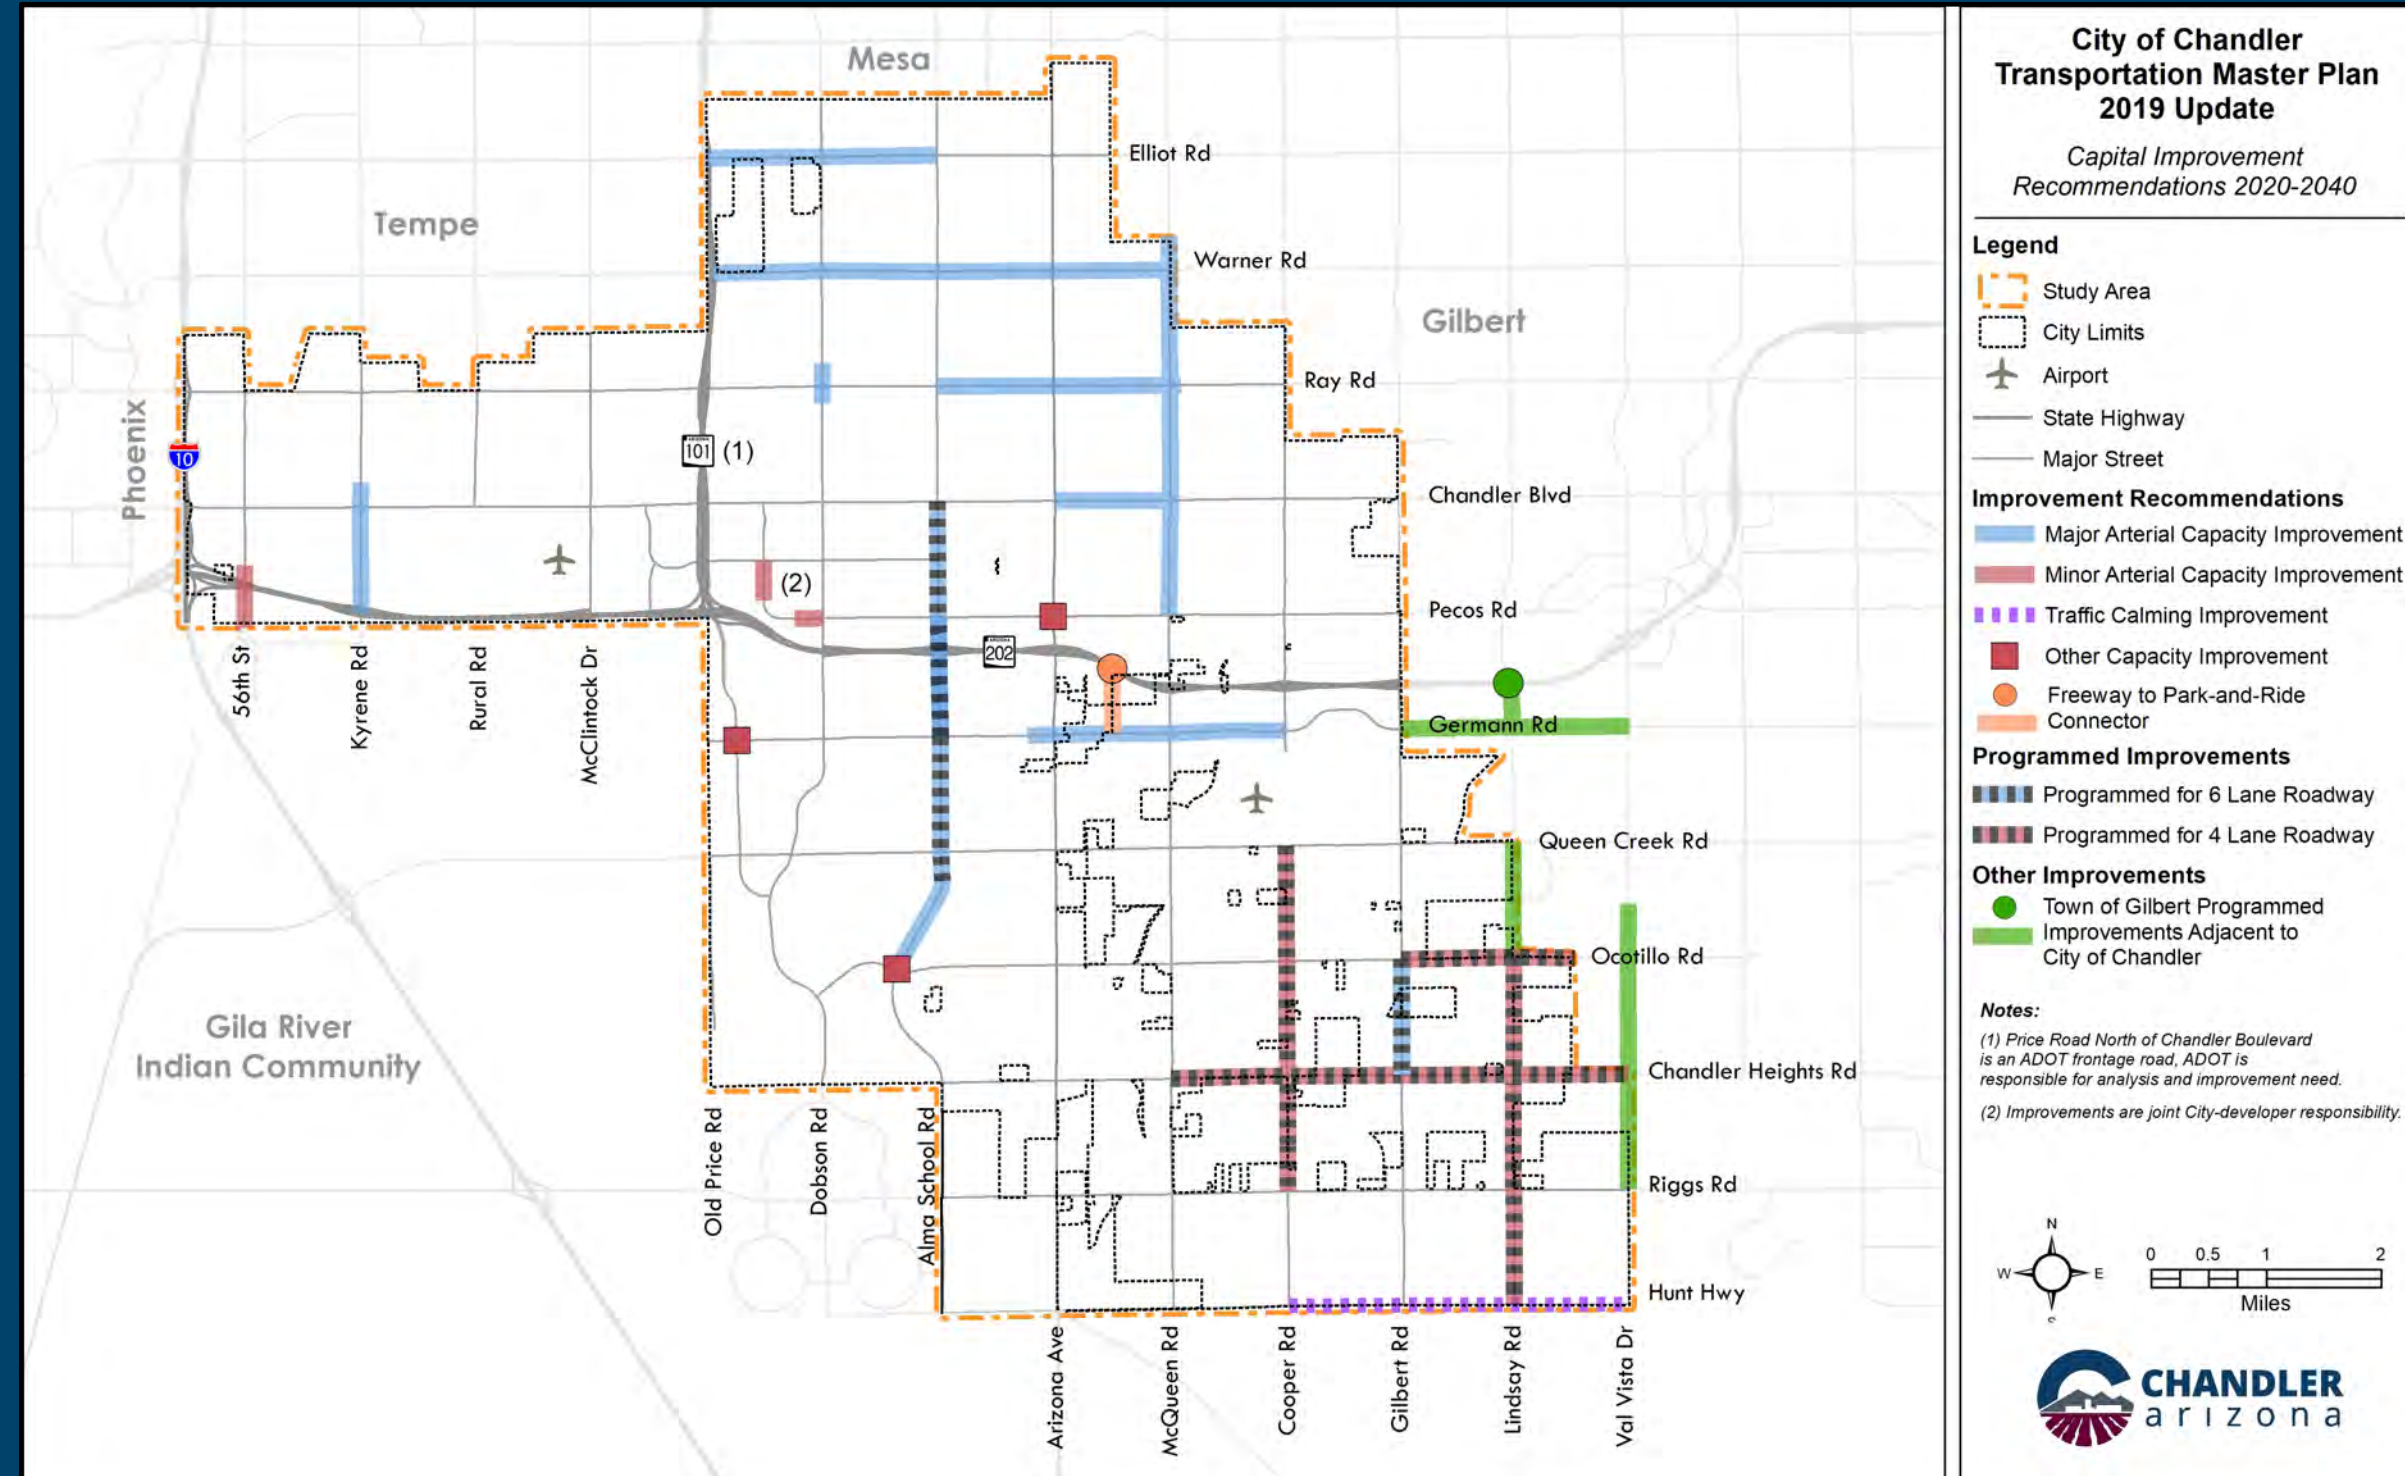 Mesa
Tempe
Gilbert
Phoenix
Gila River
Indian Community
Elliot Rd
Warner Rd
Ray Rd
Chandler Blvd
Pecos Rd
Germann Rd
Queen Creek Rd
Ocotillo Rd
Chandler Heights Rd
Riggs Rd
Hunt Hwy
10
101
(1)
(2)
202
56th St
Kyrene Rd
Rural Rd
McClintock Dr
Old Price Rd
Dobson Rd
Alma School Rd
Arizona Ave
McQueen Rd
Cooper Rd
Gilbert Rd
Lindsay Rd
Val Vista Dr
City of Chandler
Transportation Master Plan
2019 Update
Capital Improvement
Recommendations 2020-2040
Legend
Study Area
City Limits
Airport
State Highway
Major Street
Improvement Recommendations
Major Arterial Capacity Improvement
Minor Arterial Capacity Improvement
Traffic Calming Improvement
Other Capacity Improvement
Freeway to Park-and-Ride
Connector
Programmed Improvements
Programmed for 6 Lane Roadway
Programmed for 4 Lane Roadway
Other Improvements
Town of Gilbert Programmed
Improvements Adjacent to
City of Chandler
Notes:
(1) Price Road North of Chandler Boulevard
is an ADOT frontage road, ADOT is
responsible for analysis and improvement need.
(2) Improvements are joint City-developer responsibility.
N
W E
S
0 0.5 1 2
Miles
CHANDLER
arizona